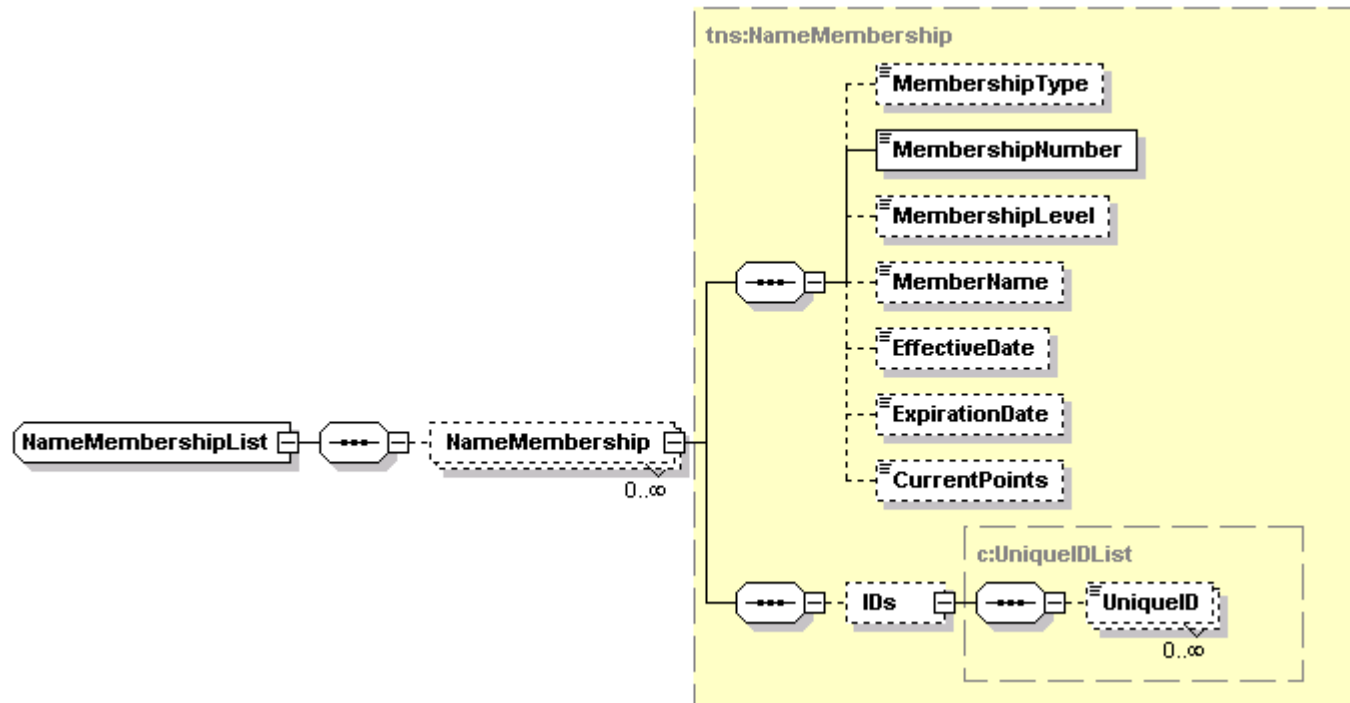 tns:NameMembership
MembershipType
MembershipNumber
MembershipLevel
MemberName
EffectiveDate
ExpirationDate
CurrentPoints
NameMembershipList
NameMembership
0..∞
c:UniqueIDList
IDs
UniqueID
0..∞